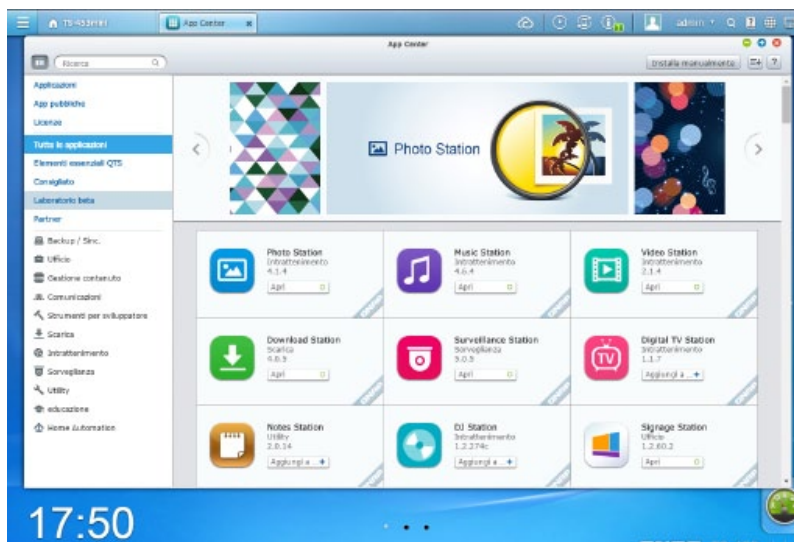 App Center
admin
App Center
Ricerca
Installa manualmente
?
Applicazioni
App pubbliche
Licenze
Tutte le applicazioni
Elementi essenziali QTS
Consigliato
Laboratorio beta
Partner
Backup / Sinc.
Ufficio
Gestione contenuto
Comunicazioni
Strumenti per sviluppatore
Scarica
Intrattenimento
Sorveglianza
Utility
educazione
Home Automation
Photo Station
Photo Station
Intrattenimento
4.1.4
Apri
Music Station
Intrattenimento
4.6.4
Apri
Video Station
Intrattenimento
2.1.4
Apri
Download Station
Scarica
Apri
Surveillance Station
Sorveglianza
Apri
TV
Digital TV Station
Intrattenimento
1.1.7
Aggiungi a ...+
Notes Station
Utility
2.0.14
Aggiungi a ...+
DJ Station
Intrattenimento
Aggiungi a ...+
Signage Station
Ufficio
Apri
17:50